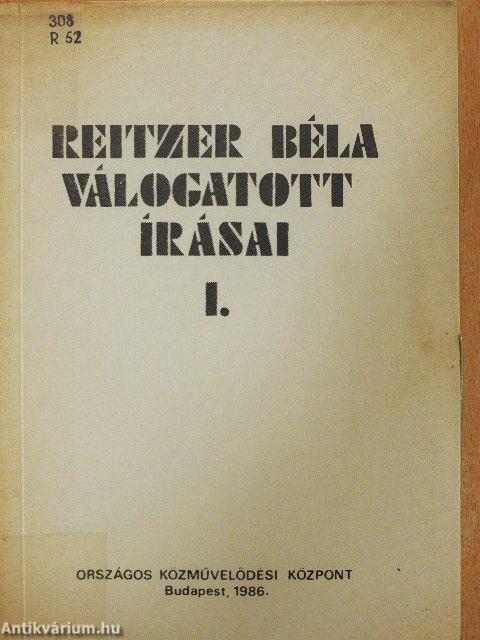 308
R 52
REITZER BÉLA
VÁLOGATOTT
ÍRÁSAI
I.
ORSZÁGOS KÖZMŰVELŐDÉSI KÖZPONT
Budapest, 1986.
Antikvárium.hu